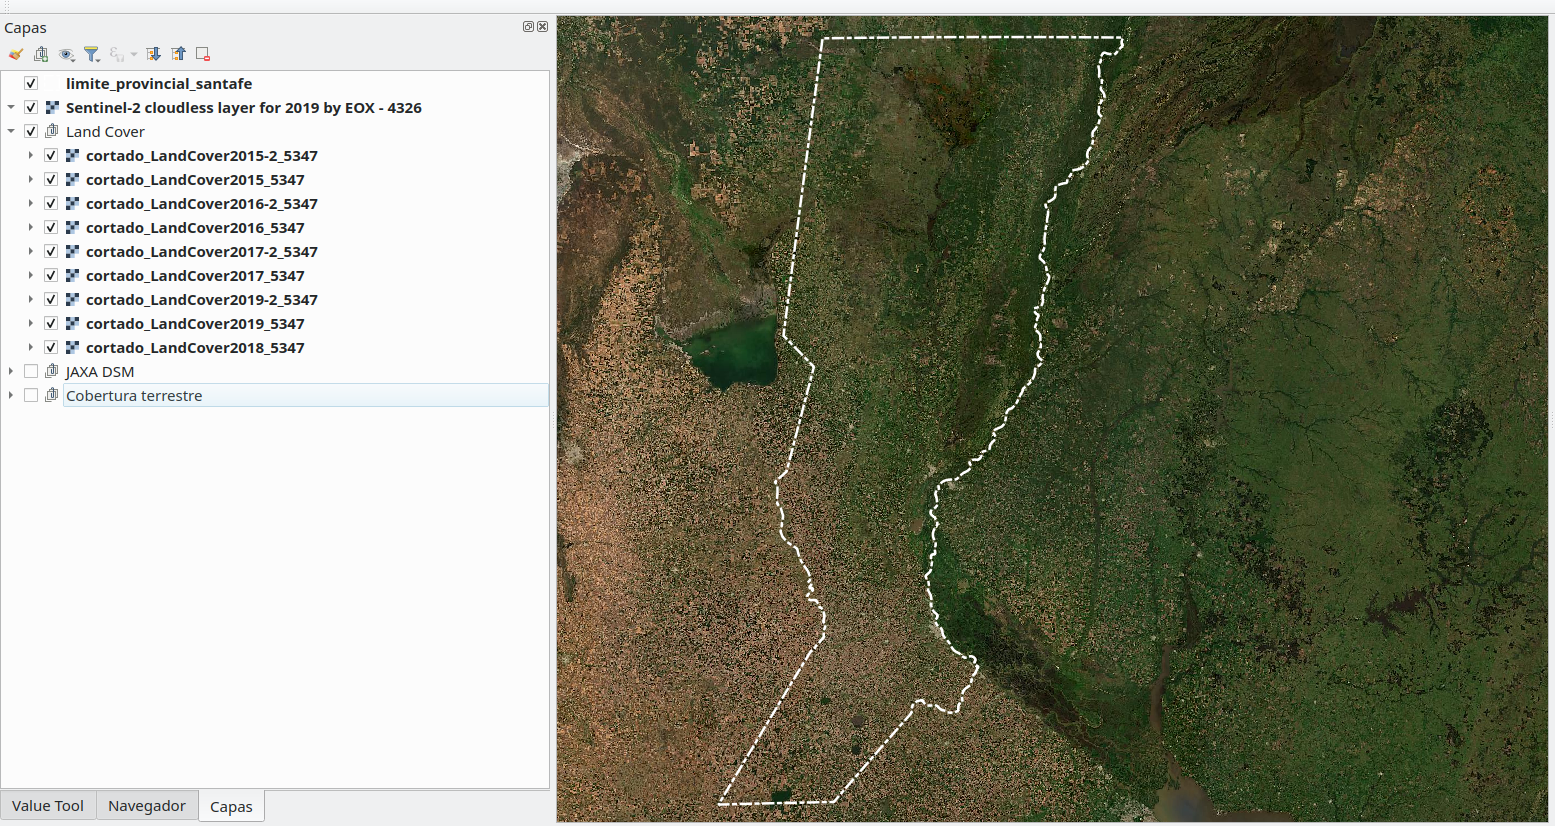 Capas
limite_provincial_santafe
Sentinel-2 cloudless layer for 2019 by EOX - 4326
Land Cover
cortado_LandCover2015-2_5347
cortado_LandCover2015_5347
cortado_LandCover2016-2_5347
cortado_LandCover2016_5347
cortado_LandCover2017-2_5347
cortado_LandCover2017_5347
cortado_LandCover2019-2_5347
cortado_LandCover2019_5347
cortado_LandCover2018_5347
JAXA DSM
Cobertura terrestre
Value Tool
Navegador
Capas